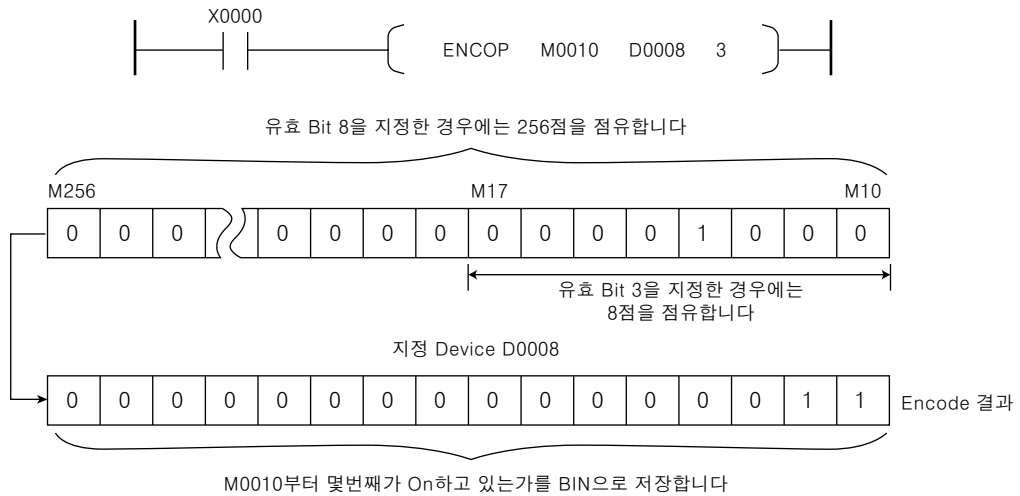 X0000
ENCOP M0010 D0008 3
유효 Bit 8을 지정한 경우에는 256점을 점유합니다
M256 M17 M10
0 0 0 0 0 0 0 0 0 0 0 1 0 0 0
유효 Bit 3을 지정한 경우에는
8점을 점유합니다
지정 Device D0008
0 0 0 0 0 0 0 0 0 0 0 0 0 0 1 1 Encode 결과
M0010부터 몇번째가 On하고 있는가를 BIN으로 저장합니다